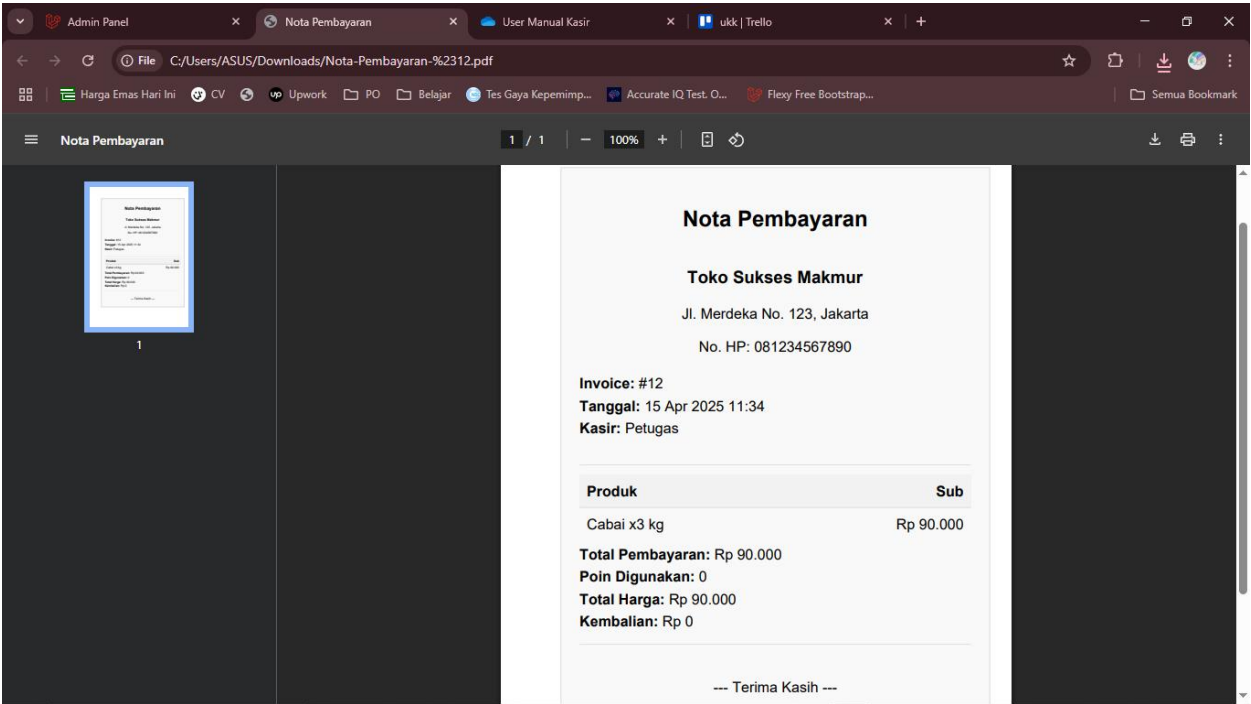 Admin Panel
Nota Pembayaran
User Manual Kasir
ukk | Trello
File
C:/Users/ASUS/Downloads/Nota-Pembayaran-%2312.pdf
Harga Emas Hari Ini
CV
up Upwork
PO
Belajar
Tes Gaya Kepemimp...
Accurate IQ Test. O...
Flexy Free Bootstrap...
Semua Bookmark
Nota Pembayaran
1 / 1
100%
1
Nota Pembayaran
Toko Sukses Makmur
Jl. Merdeka No. 123, Jakarta
No. HP: 081234567890
Invoice: #12
Tanggal: 15 Apr 2025 11:34
Kasir: Petugas
Produk Sub
Cabai x3 kg Rp 90.000
Total Pembayaran: Rp 90.000
Poin Digunakan: 0
Total Harga: Rp 90.000
Kembalian: Rp 0
--- Terima Kasih ---